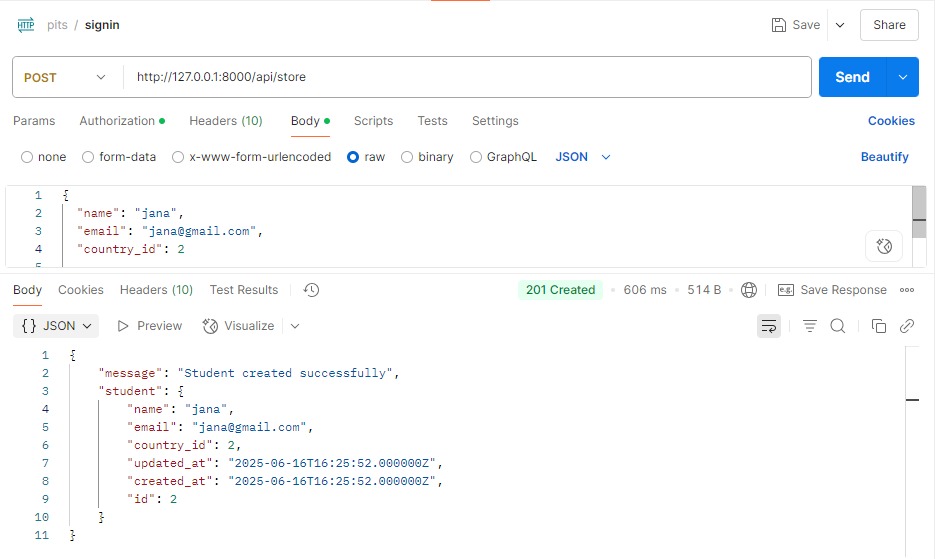 HTTP pits / signin Save Share
POST http://127.0.0.1:8000/api/store Send
Params Authorization Headers (10) Body Scripts Tests Settings Cookies
none form-data x-www-form-urlencoded raw binary GraphQL JSON Beautify
1 {
2 "name": "jana",
3 "email": "jana@gmail.com",
4 "country_id": 2
5
Body Cookies Headers (10) Test Results 201 Created • 606 ms • 514 B • e.g. Save Response
{} JSON Preview Visualize
1 {
2 "message": "Student created successfully",
3 "student": {
4 "name": "jana",
5 "email": "jana@gmail.com",
6 "country_id": 2,
7 "updated_at": "2025-06-16T16:25:52.000000Z",
8 "created_at": "2025-06-16T16:25:52.000000Z",
9 "id": 2
10 }
11 }